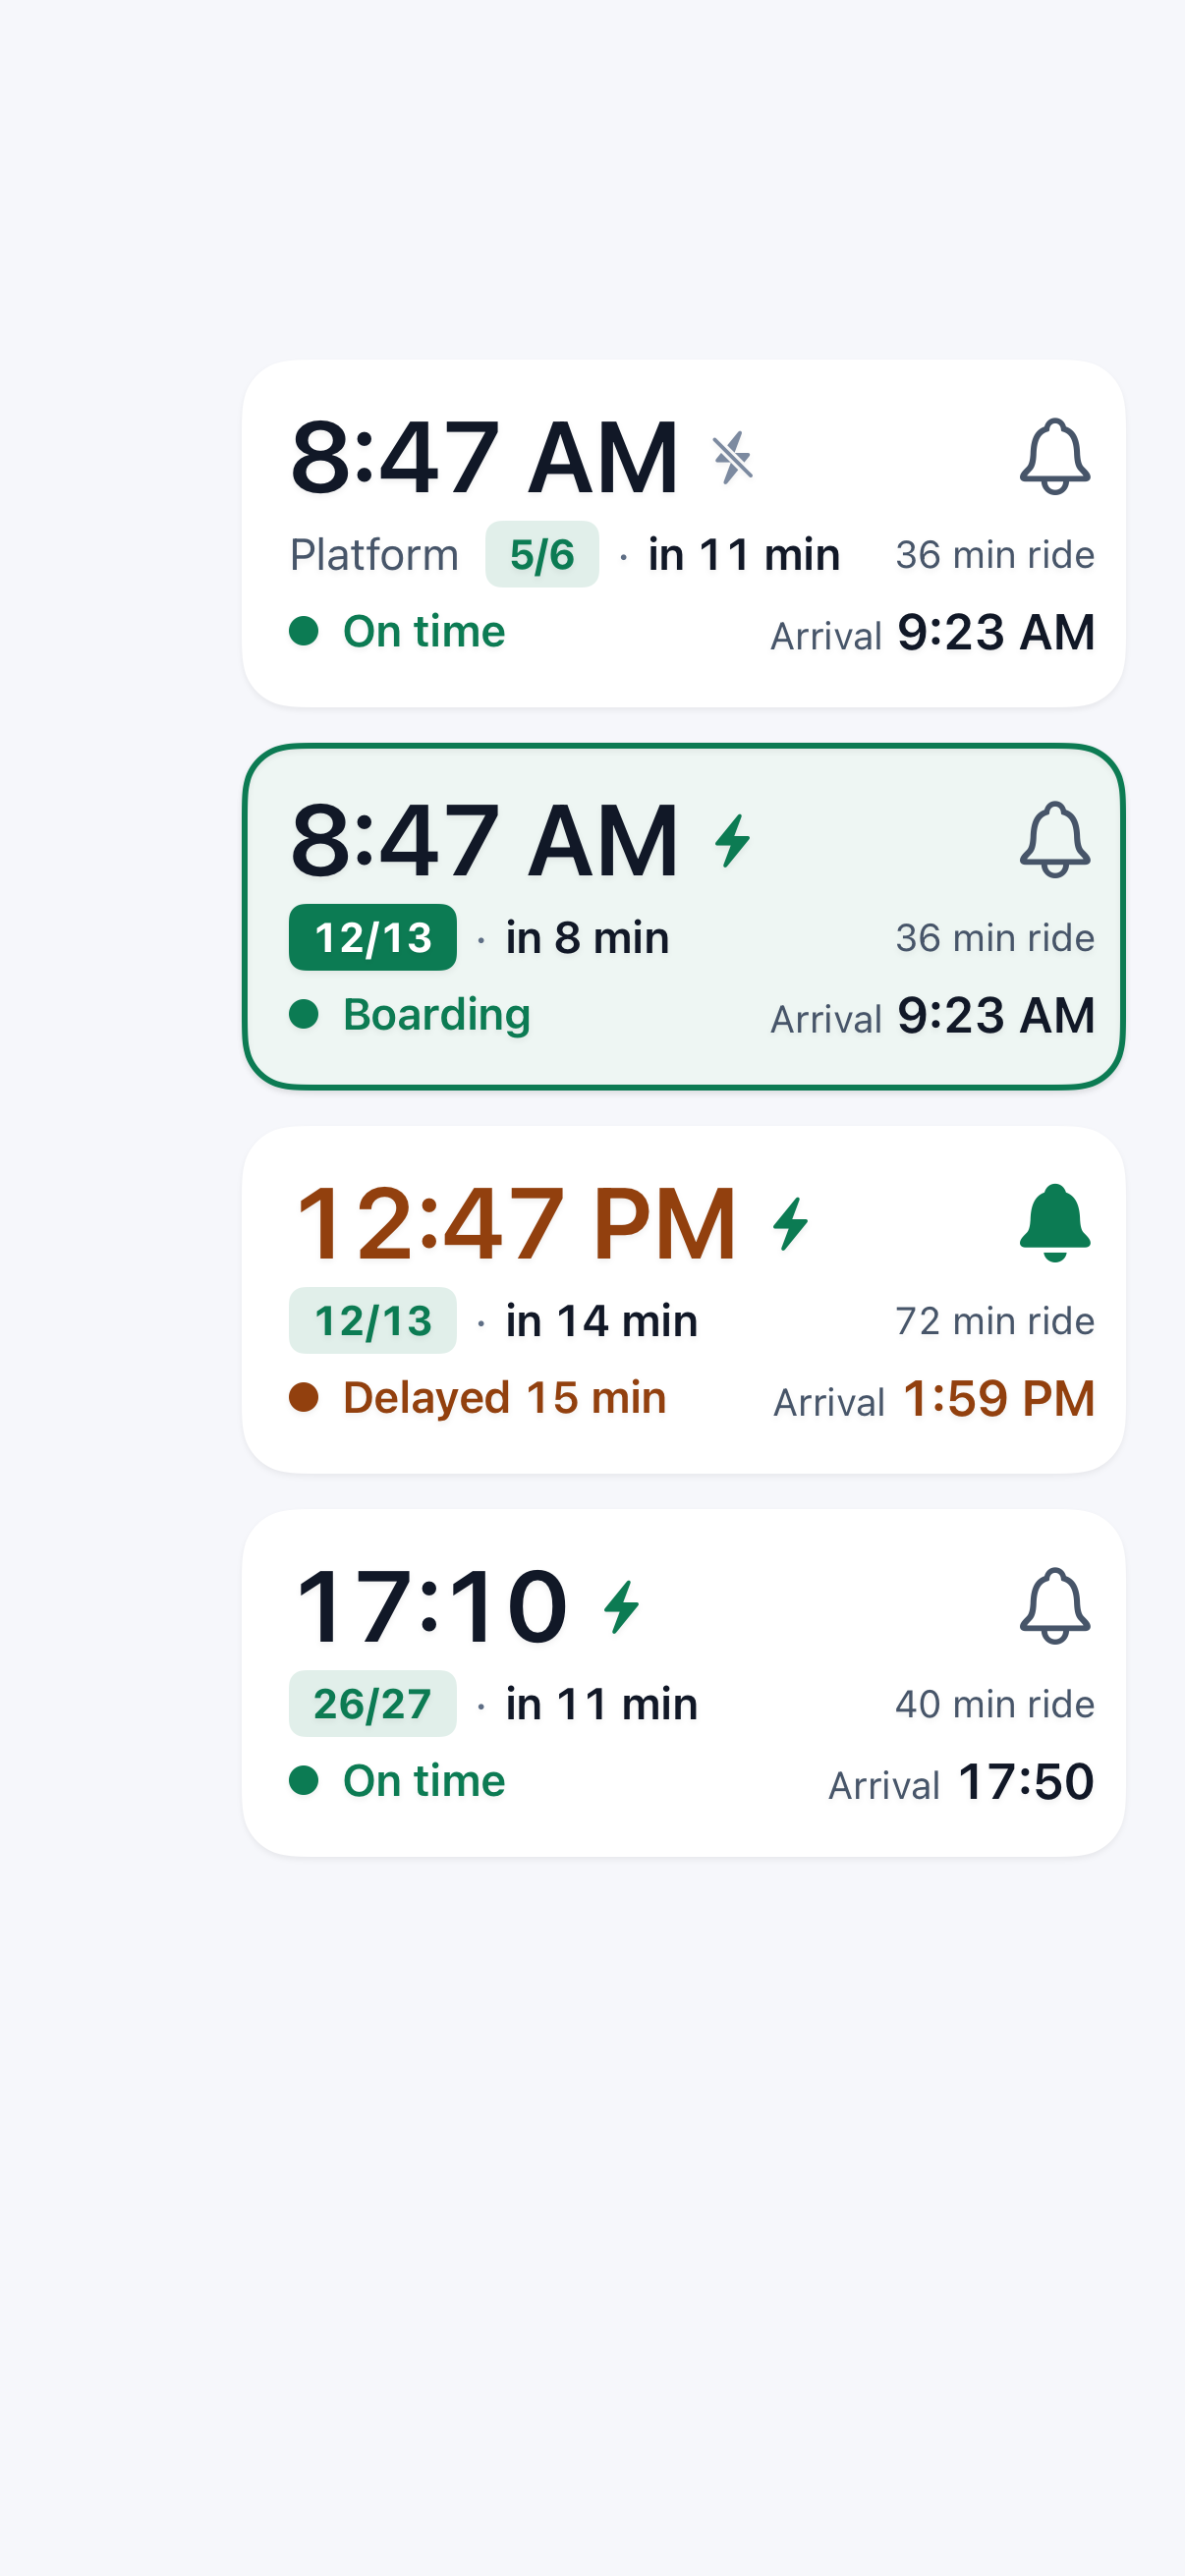 8:47 AM
Platform 5/6 · in 11 min 36 min ride
On time Arrival 9:23 AM
8:47 AM
12/13 · in 8 min 36 min ride
Boarding Arrival 9:23 AM
12:47 PM
12/13 · in 14 min 72 min ride
Delayed 15 min Arrival 1:59 PM
17:10
26/27 · in 11 min 40 min ride
On time Arrival 17:50